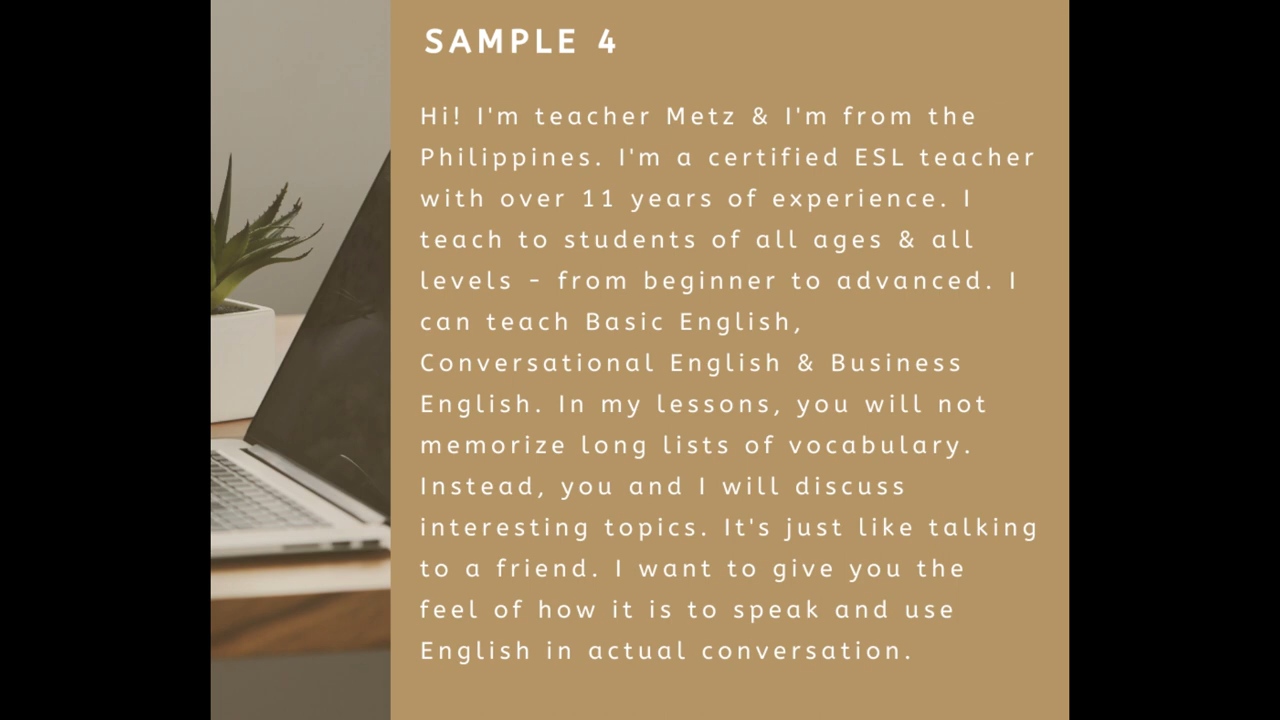 SAMPLE 4
Hi! I'm teacher Metz & I'm from the
Philippines. I'm a certified ESL teacher
with over 11 years of experience. I
teach to students of all ages & all
levels - from beginner to advanced. I
can teach Basic English,
Conversational English & Business
English. In my lessons, you will not
memorize long lists of vocabulary.
Instead, you and I will discuss
interesting topics. It's just like talking
to a friend. I want to give you the
feel of how it is to speak and use
English in actual conversation.